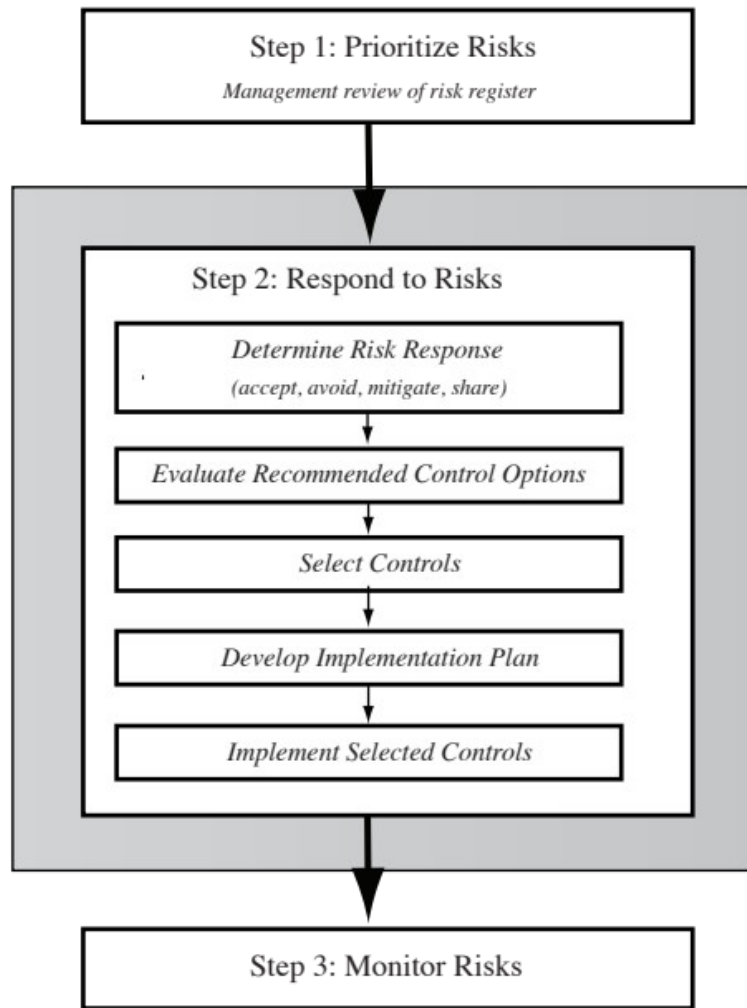 Step 1: Prioritize Risks
Management review of risk register
Step 2: Respond to Risks
Determine Risk Response
(accept, avoid, mitigate, share)
Evaluate Recommended Control Options
Select Controls
Develop Implementation Plan
Implement Selected Controls
Step 3: Monitor Risks